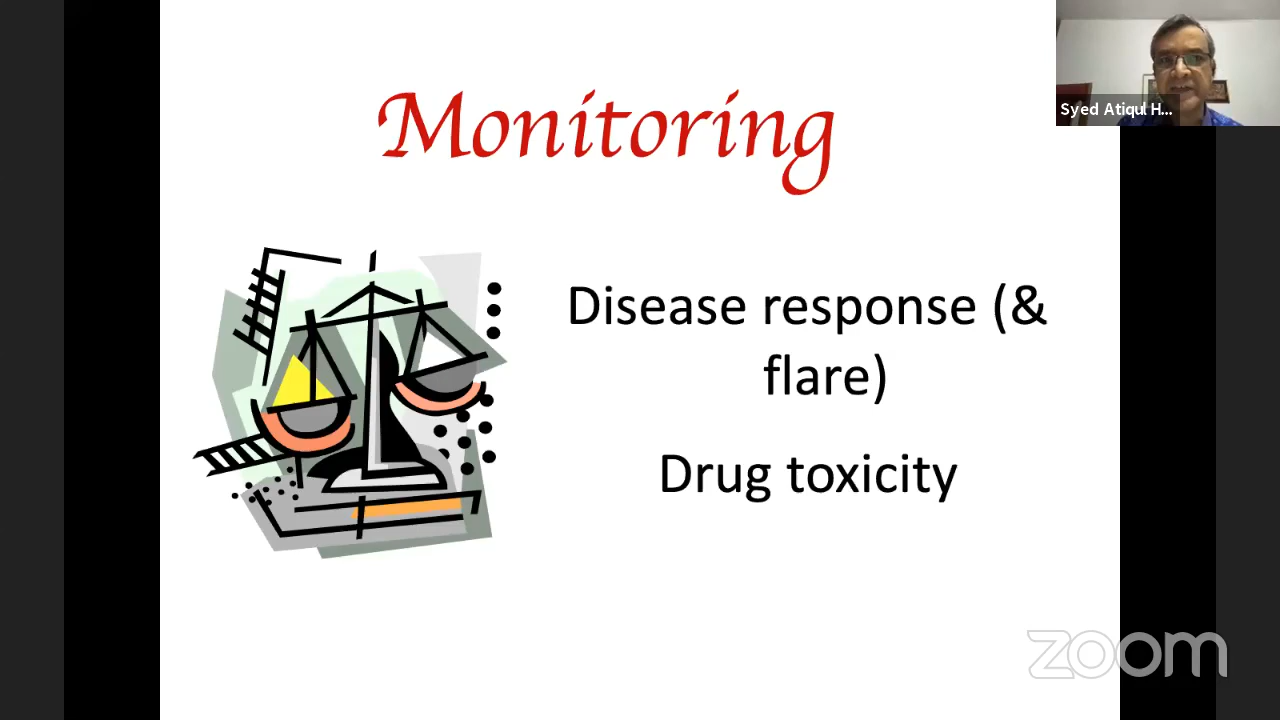 Monitoring
Syed Atiqul H...
Disease response (&
flare)
Drug toxicity
zoom